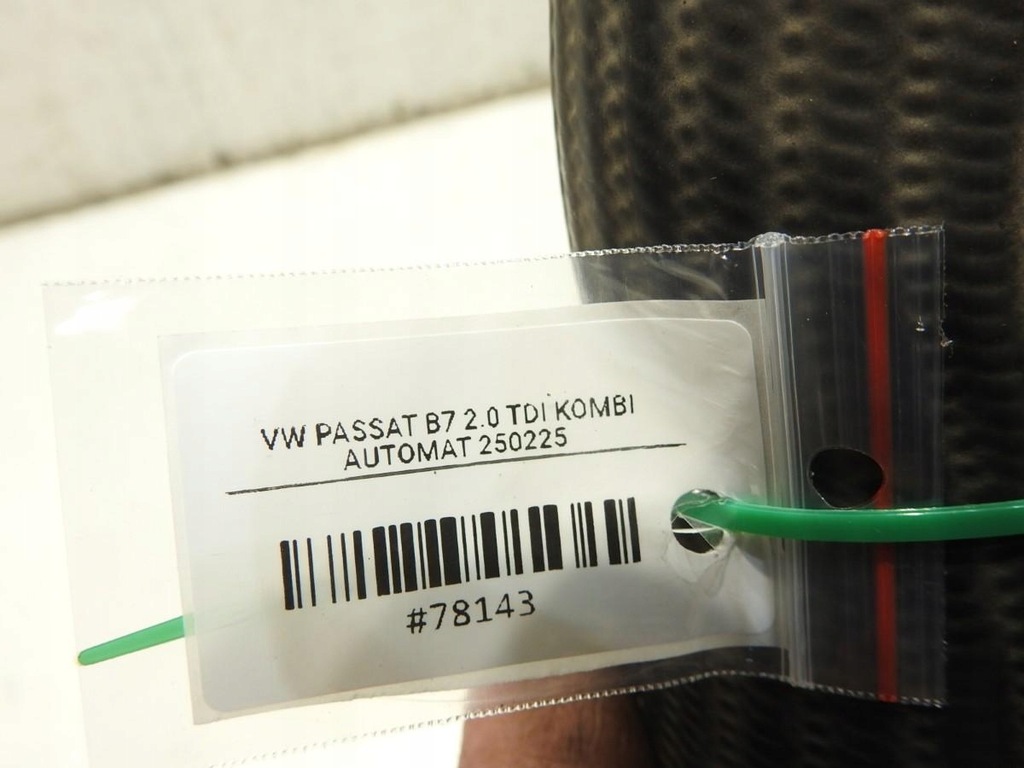 VW PASSAT B7 2.0 TDI KOMBI
AUTOMAT 250225
#78143